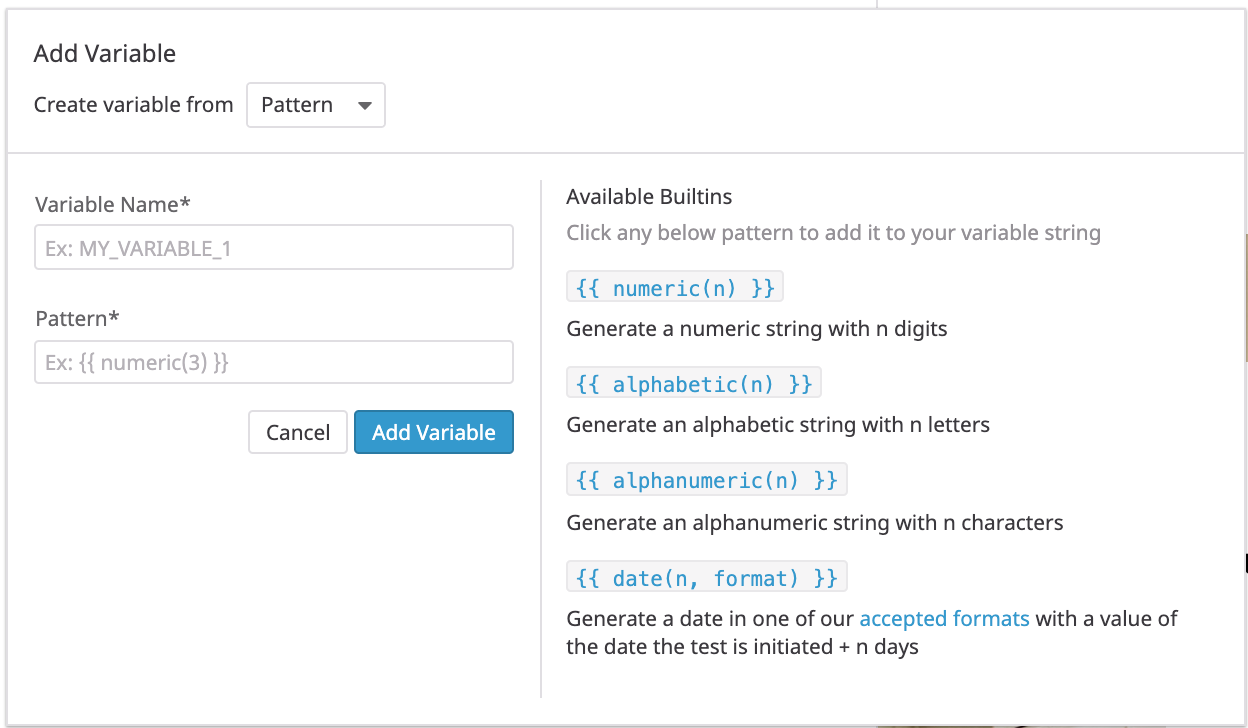 Add Variable
Create variable from Pattern
Variable Name*
Ex: MY_VARIABLE_1
Pattern*
Ex: {{ numeric(3) }}
Cancel Add Variable
Available Builtins
Click any below pattern to add it to your variable string
{{ numeric(n) }}
Generate a numeric string with n digits
{{ alphabetic(n) }}
Generate an alphabetic string with n letters
{{ alphanumeric(n) }}
Generate an alphanumeric string with n characters
{{ date(n, format) }}
Generate a date in one of our accepted formats with a value of
the date the test is initiated + n days